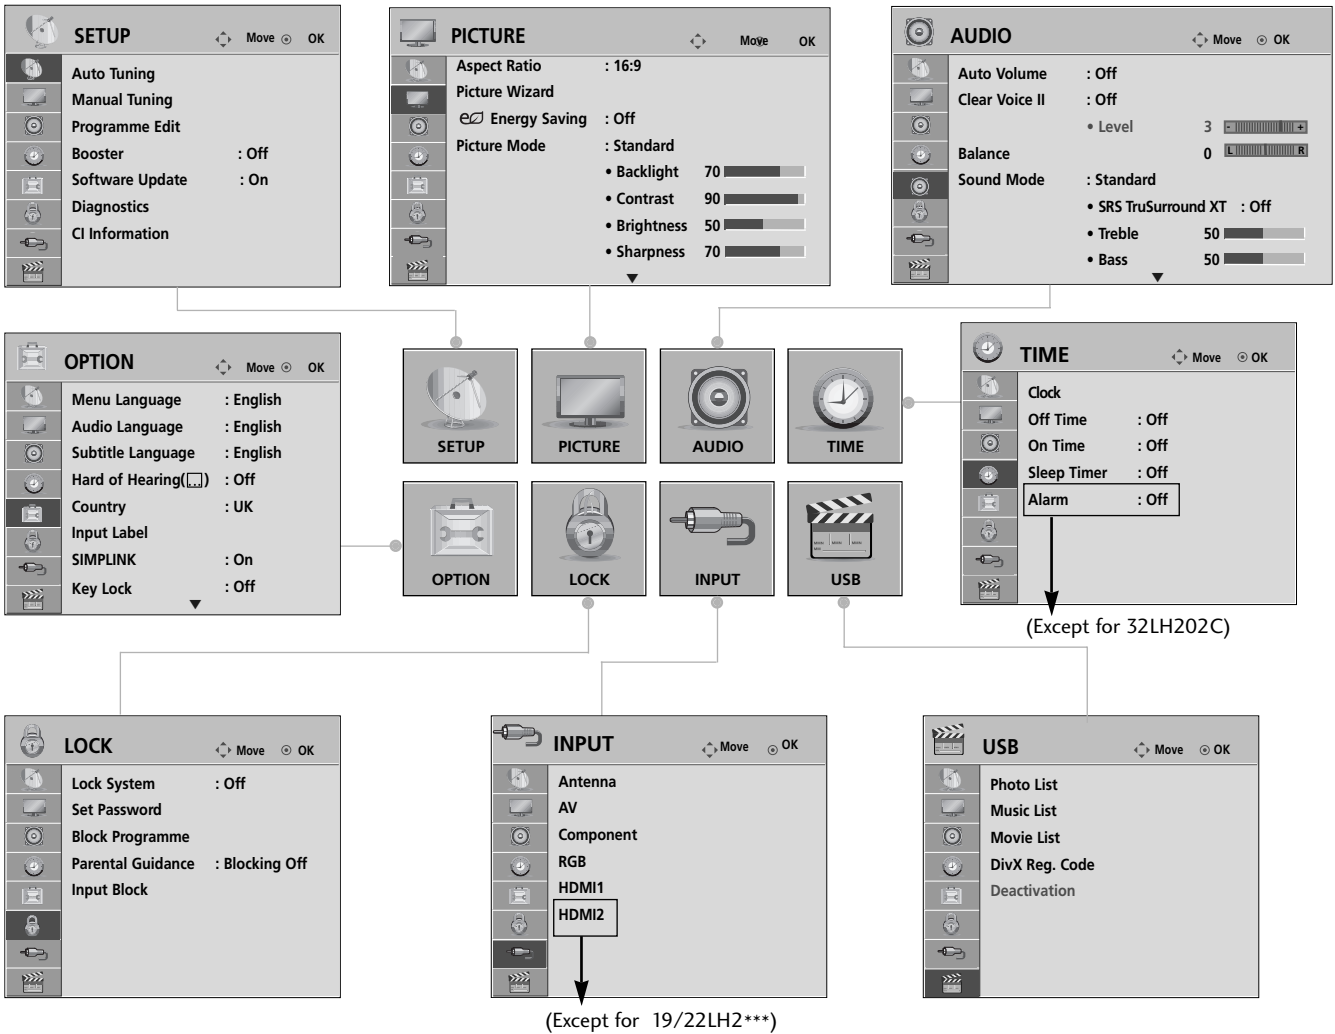 SETUP Move OK
Auto Tuning
Manual Tuning
Programme Edit
Booster : Off
Software Update : On
Diagnostics
CI Information
PICTURE Move OK
Aspect Ratio : 16:9
Picture Wizard
Energy Saving : Off
Picture Mode : Standard
• Backlight 70
• Contrast 90
• Brightness 50
• Sharpness 70
AUDIO Move OK
Auto Volume : Off
Clear Voice II : Off
• Level 3 - +
Balance 0 L R
Sound Mode : Standard
• SRS TruSurround XT : Off
• Treble 50
• Bass 50
OPTION Move OK
Menu Language : English
Audio Language : English
Subtitle Language : English
Hard of Hearing( ) : Off
Country : UK
Input Label
SIMPLINK : On
Key Lock : Off
SETUP
PICTURE
AUDIO
TIME
OPTION
LOCK
INPUT
USB
TIME Move OK
Clock
Off Time : Off
On Time : Off
Sleep Timer : Off
Alarm : Off
(Except for 32LH202C)
LOCK Move OK
Lock System : Off
Set Password
Block Programme
Parental Guidance : Blocking Off
Input Block
INPUT Move OK
Antenna
AV
Component
RGB
HDMI1
HDMI2
(Except for 19/22LH2***)
USB Move OK
Photo List
Music List
Movie List
DivX Reg. Code
Deactivation